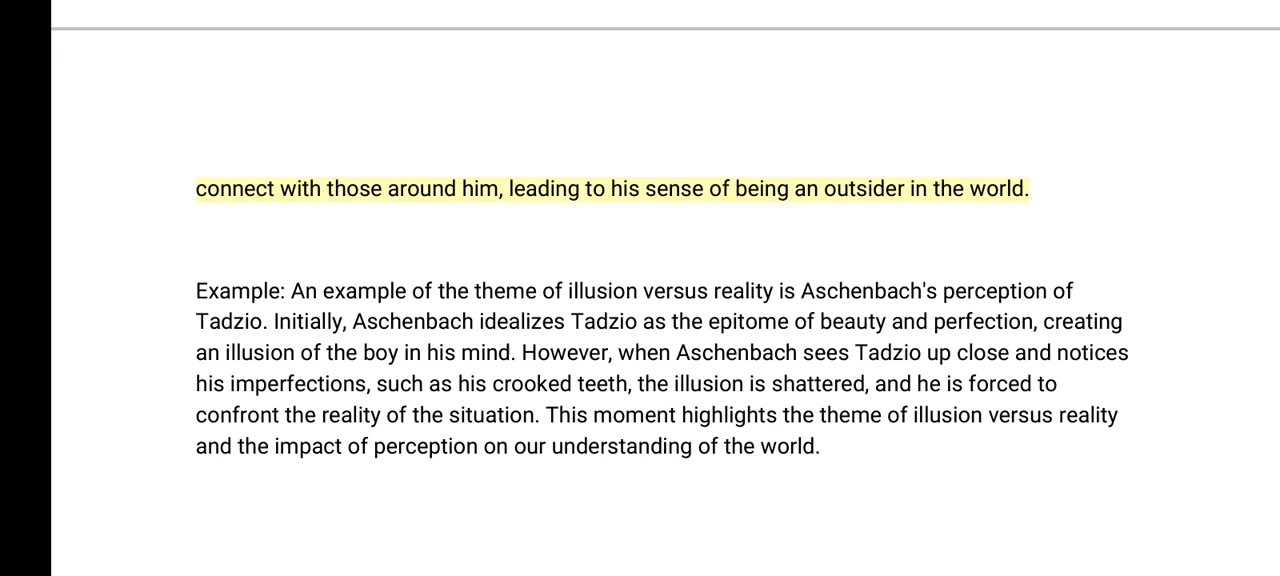 connect with those around him, leading to his sense of being an outsider in the world.
Example: An example of the theme of illusion versus reality is Aschenbach's perception of
Tadzio. Initially, Aschenbach idealizes Tadzio as the epitome of beauty and perfection, creating
an illusion of the boy in his mind. However, when Aschenbach sees Tadzio up close and notices
his imperfections, such as his crooked teeth, the illusion is shattered, and he is forced to
confront the reality of the situation. This moment highlights the theme of illusion versus reality
and the impact of perception on our understanding of the world.